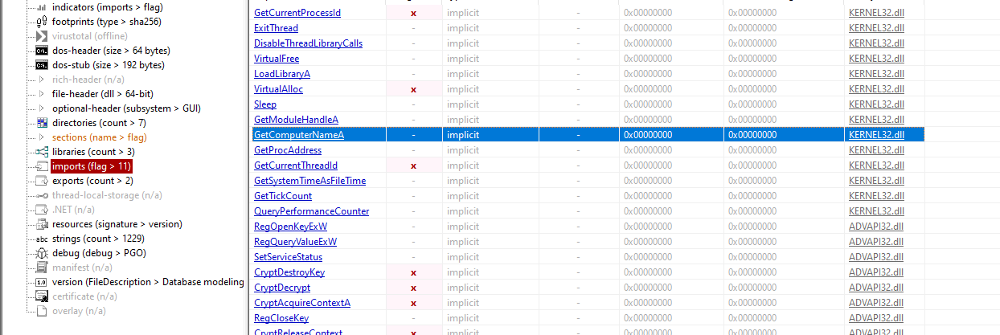 indicators (imports > flag)
footprints (type > sha256)
virustotal (offline)
dos-header (size > 64 bytes)
dos-stub (size > 192 bytes)
rich-header (n/a)
file-header (dll > 64-bit)
optional-header (subsystem > GUI)
directories (count > 7)
sections (name > flag)
libraries (count > 3)
imports (flag > 11)
exports (count > 2)
thread-local-storage (n/a)
.NET (n/a)
resources (signature > version)
abc strings (count > 1229)
debug (debug > PGO)
manifest (n/a)
1.0 version (FileDescription > Database modeling
certificate (n/a)
overlay (n/a)
GetCurrentProcessId x implicit - 0x00000000 0x00000000 KERNEL32.dll
ExitThread - implicit - 0x00000000 0x00000000 KERNEL32.dll
DisableThreadLibraryCalls - implicit - 0x00000000 0x00000000 KERNEL32.dll
VirtualFree - implicit - 0x00000000 0x00000000 KERNEL32.dll
LoadLibraryA - implicit - 0x00000000 0x00000000 KERNEL32.dll
VirtualAlloc x implicit - 0x00000000 0x00000000 KERNEL32.dll
Sleep - implicit - 0x00000000 0x00000000 KERNEL32.dll
GetModuleHandleA - implicit - 0x00000000 0x00000000 KERNEL32.dll
GetComputerNameA - implicit - 0x00000000 0x00000000 KERNEL32.dll
GetProcAddress - implicit - 0x00000000 0x00000000 KERNEL32.dll
GetCurrentThreadId x implicit - 0x00000000 0x00000000 KERNEL32.dll
GetSystemTimeAsFileTime - implicit - 0x00000000 0x00000000 KERNEL32.dll
GetTickCount - implicit - 0x00000000 0x00000000 KERNEL32.dll
QueryPerformanceCounter - implicit - 0x00000000 0x00000000 KERNEL32.dll
RegOpenKeyExW - implicit - 0x00000000 0x00000000 ADVAPI32.dll
RegQueryValueExW - implicit - 0x00000000 0x00000000 ADVAPI32.dll
SetServiceStatus - implicit - 0x00000000 0x00000000 ADVAPI32.dll
CryptDestroyKey x implicit - 0x00000000 0x00000000 ADVAPI32.dll
CryptDecrypt x implicit - 0x00000000 0x00000000 ADVAPI32.dll
CryptAcquireContextA x implicit - 0x00000000 0x00000000 ADVAPI32.dll
RegCloseKey - implicit - 0x00000000 0x00000000 ADVAPI32.dll
CryptReleaseContext x implicit - 0x00000000 0x00000000 ADVAPI32.dll